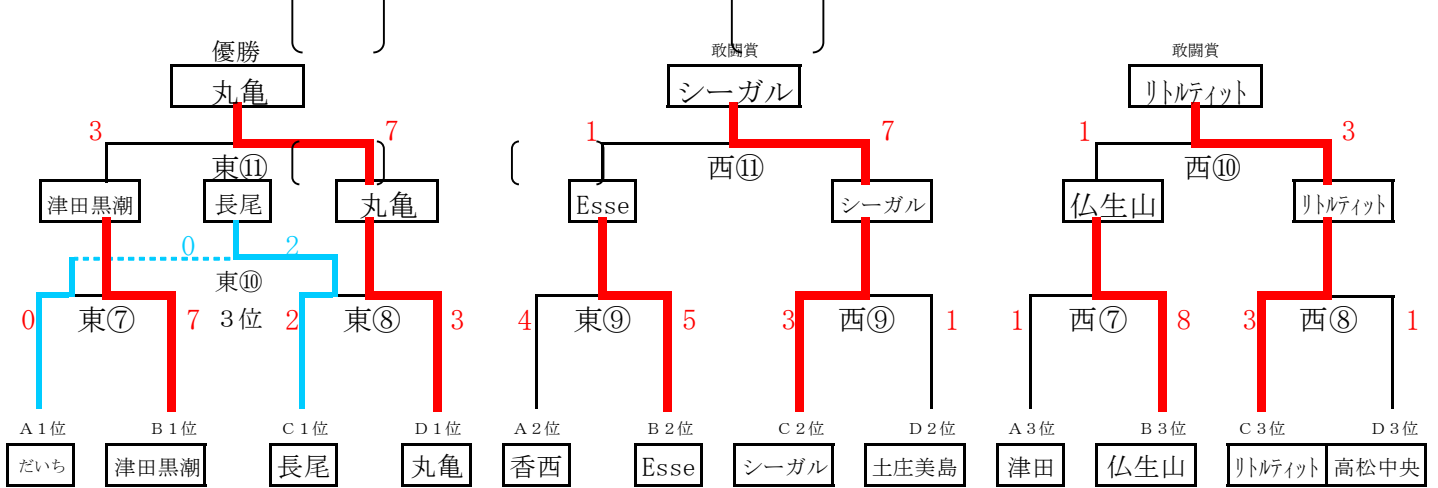 優勝 敢闘賞 敢闘賞
丸亀 シーガル リトルティット
3 7 1 7 1 3
東⑪ 西⑪ 西⑩
津田黒潮 長尾 丸亀 Esse シーガル 仏生山 リトルティット
0 2
東⑩
0 東⑦ 7 3位 2 東⑧ 3 4 東⑨ 5 3 西⑨ 1 1 西⑦ 8 3 西⑧ 1
A1位 B1位 C1位 D1位 A2位 B2位 C2位 D2位 A3位 B3位 C3位 D3位
だいち 津田黒潮 長尾 丸亀 香西 Esse シーガル 土庄美島 津田 仏生山 リトルティット 高松中央